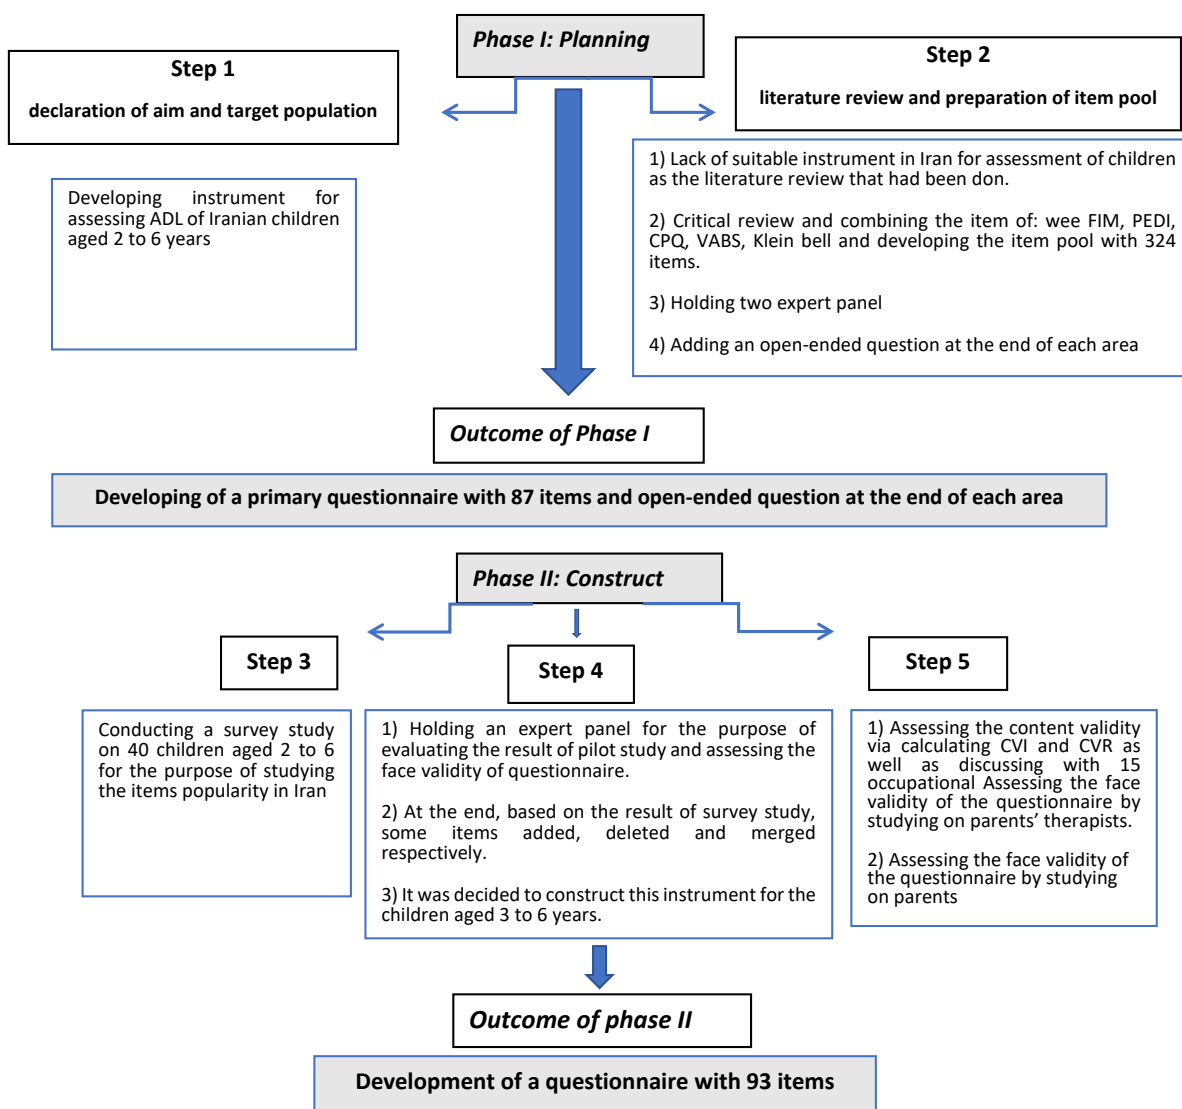 Phase I: Planning
Step 1
declaration of aim and target population
Step 2
literature review and preparation of item pool
Developing instrument for
assessing ADL of Iranian children
aged 2 to 6 years
1) Lack of suitable instrument in Iran for assessment of children
as the literature review that had been don.
2) Critical review and combining the item of: wee FIM, PEDI,
CPQ, VABS, Klein bell and developing the item pool with 324
items.
3) Holding two expert panel
4) Adding an open-ended question at the end of each area
Outcome of Phase I
Developing of a primary questionnaire with 87 items and open-ended question at the end of each area
Phase II: Construct
Step 3
Step 4
Step 5
Conducting a survey study
on 40 children aged 2 to 6
for the purpose of studying
the items popularity in Iran
1) Holding an expert panel for the purpose of
evaluating the result of pilot study and assessing the
face validity of questionnaire.
2) At the end, based on the result of survey study,
some items added, deleted and merged
respectively.
3) It was decided to construct this instrument for the
children aged 3 to 6 years.
1) Assessing the content validity
via calculating CVI and CVR as
well as discussing with 15
occupational Assessing the face
validity of the questionnaire by
studying on parents' therapists.
2) Assessing the face validity of
the questionnaire by studying
on parents
Outcome of phase II
Development of a questionnaire with 93 items